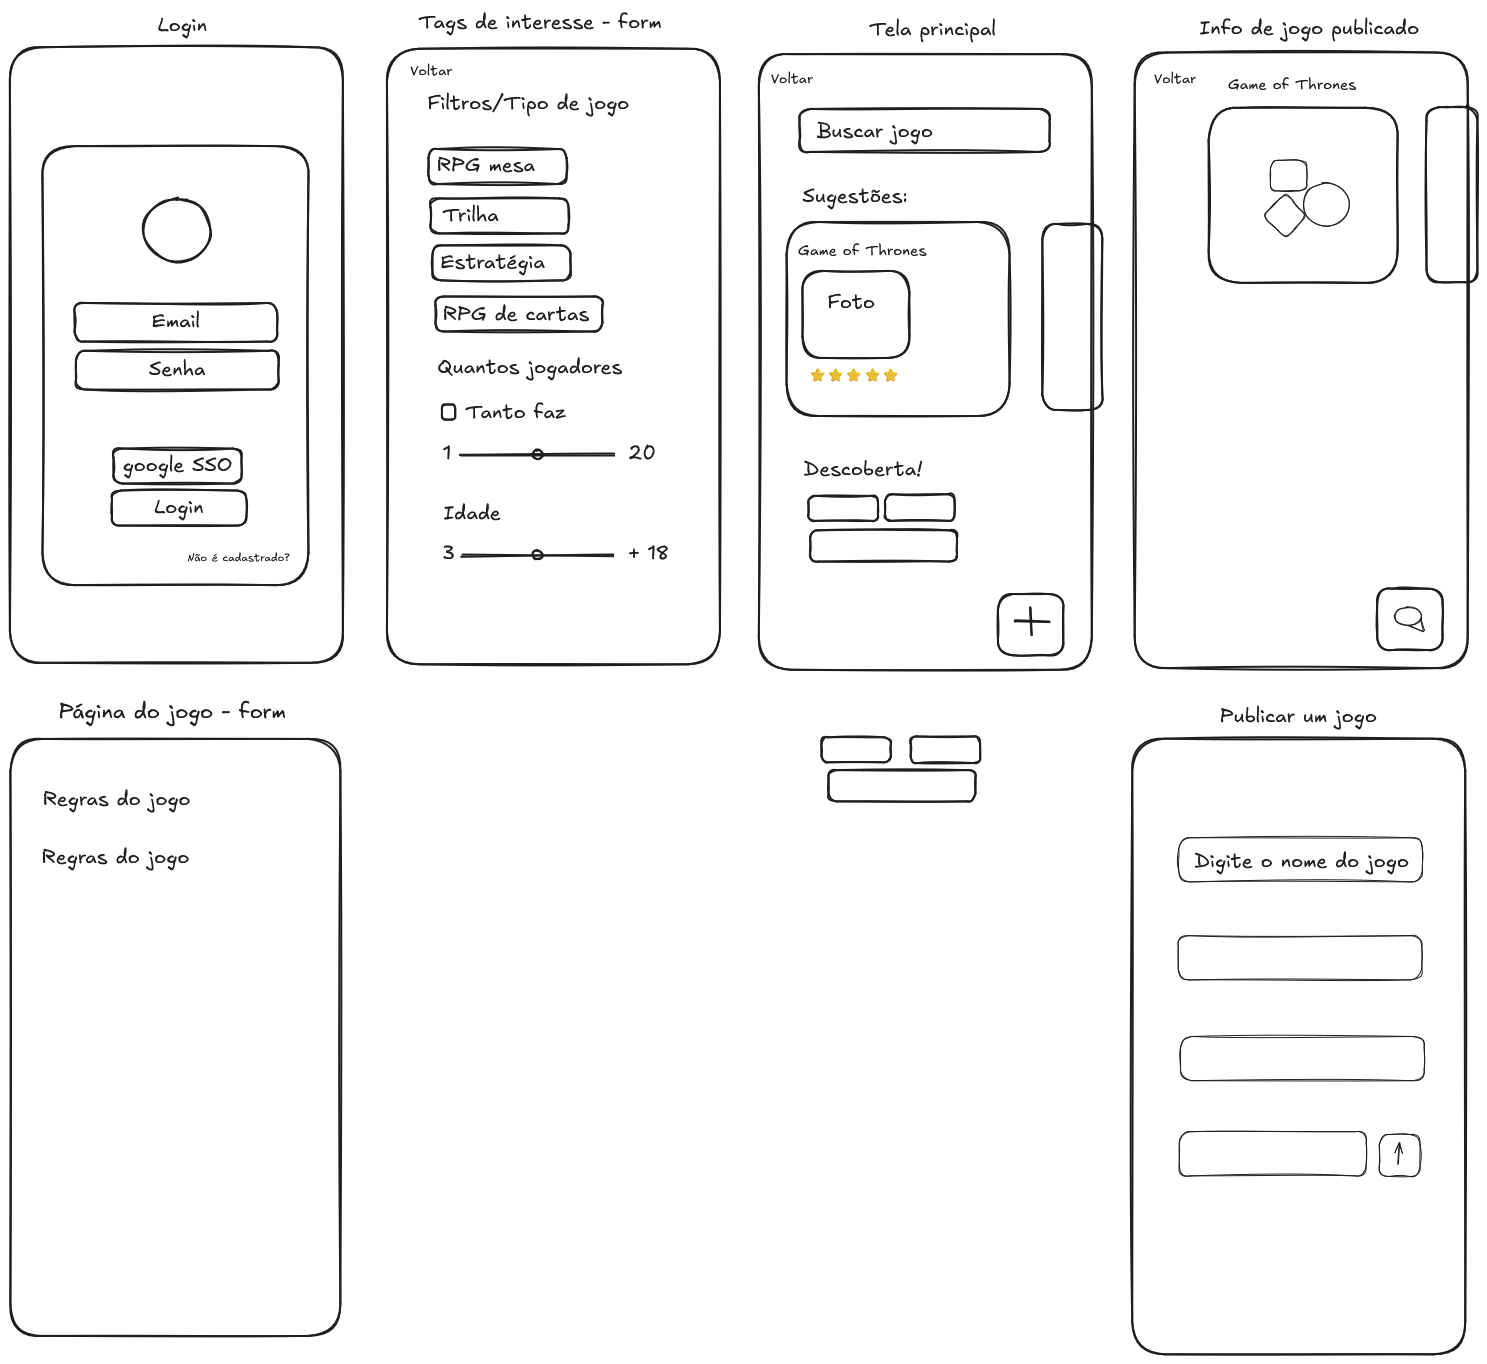 Login
Email
Senha
google SSO
Login
Não é cadastrado?
Tags de interesse - form
Voltar
Filtros/Tipo de jogo
RPG mesa
Trilha
Estratégia
RPG de cartas
Quantos jogadores
Tanto faz
1 20
Idade
3 + 18
Tela principal
Voltar
Buscar jogo
Sugestões:
Game of Thrones
Foto
Descoberta!
Info de jogo publicado
Voltar
Game of Thrones
Página do jogo - form
Regras do jogo
Regras do jogo
Publicar um jogo
Digite o nome do jogo